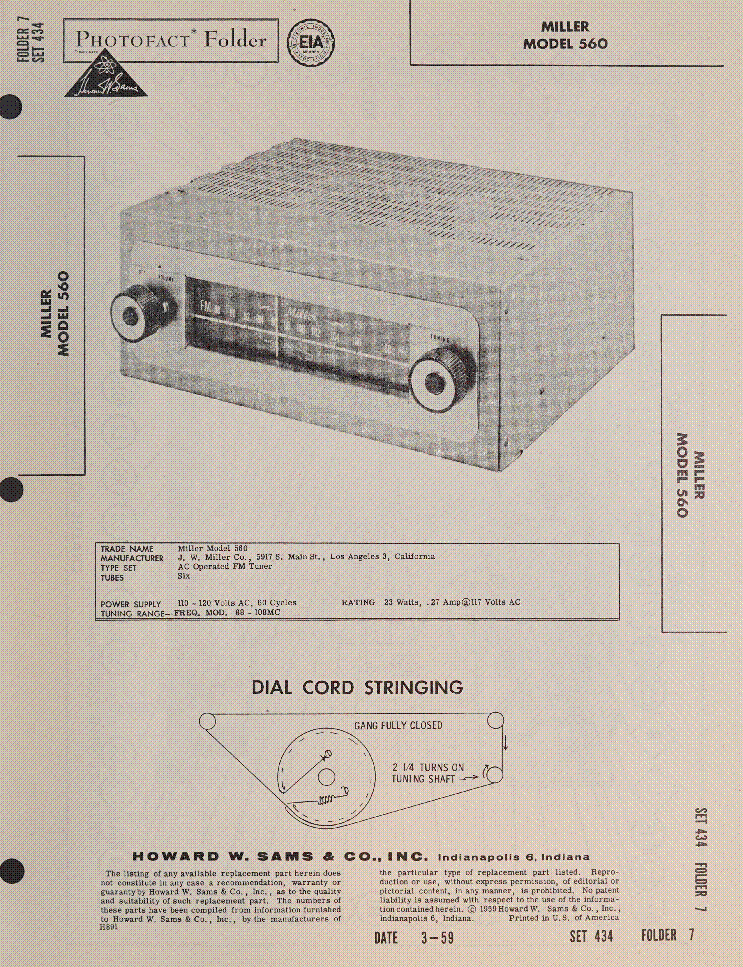 FOLDER 7
SET 434
PHOTOFACT* Folder
EIA
Howard W. Sams
MILLER
MODEL 560
MILLER
MODEL 560
FM
TUNING
MILLER
MODEL 560
TRADE NAME Miller Model 560
MANUFACTURER J. W. Miller Co., 5917 S. Main St., Los Angeles 3, California
TYPE SET AC Operated FM Tuner
TUBES Six
POWER SUPPLY 110 - 120 Volts AC, 60 Cycles RATING 23 Watts, .27 Amp@117 Volts AC
TUNING RANGE- FREQ. MOD. 88 - 108MC
DIAL CORD STRINGING
GANG FULLY CLOSED
2 1/4 TURNS ON
TUNING SHAFT
HOWARD W. SAMS & CO., INC. Indianapolis 6, Indiana
The listing of any available replacement part herein does
not constitute in any case a recommendation, warranty or
guaranty by Howard W. Sams & Co., Inc., as to the quality
and suitability of such replacement part. The numbers of
these parts have been compiled from information furnished
to Howard W. Sams & Co., Inc., by the manufacturers of
H891
the particular type of replacement part listed. Repro-
duction or use, without express permission, of editorial or
pictorial content, in any manner, is prohibited. No patent
liability is assumed with respect to the use of the informa-
tion contained herein. © 1959 Howard W. Sams & Co., Inc.,
Indianapolis 6, Indiana. Printed in U.S. of America
SET 434 FOLDER 7
DATE 3-59 SET 434 FOLDER 7